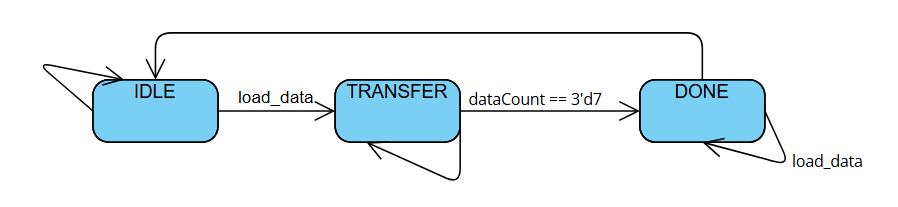 IDLE
load_data
TRANSFER
dataCount == 3'd7
DONE
load_data